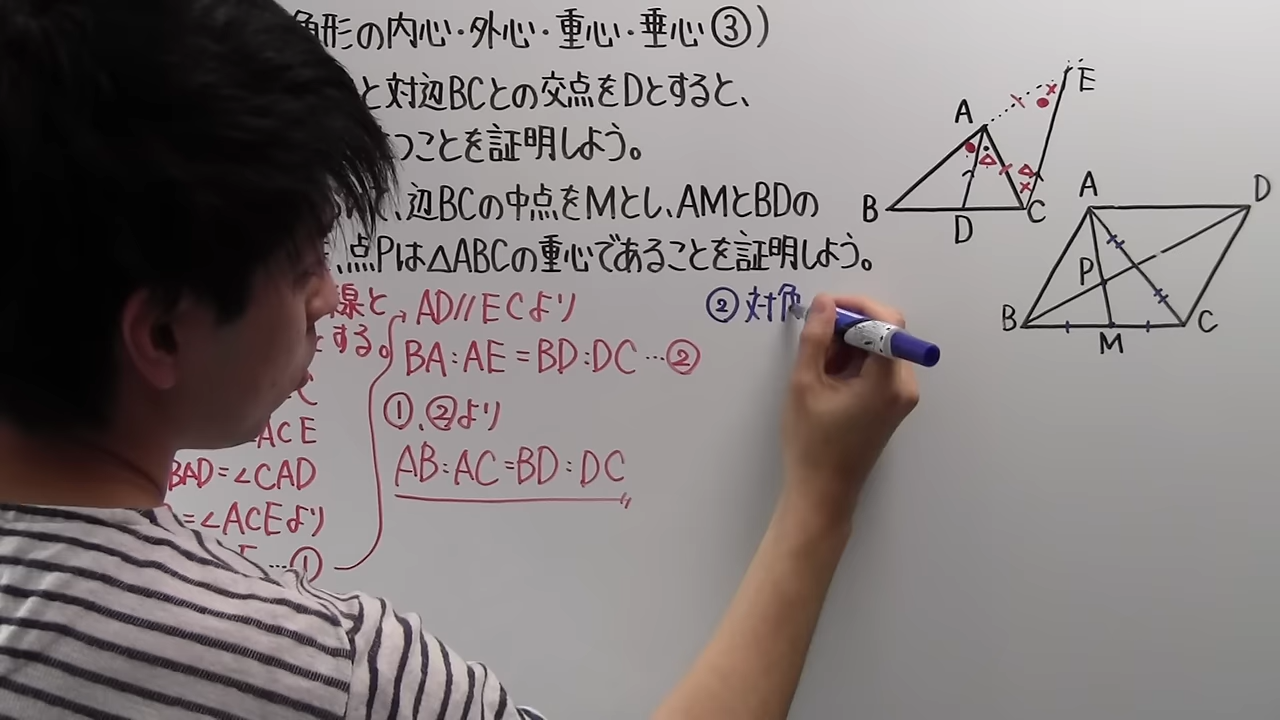 角形の内心・外心・重心・垂心③)
と対辺BCとの交点をDとすると、
つことを証明しよう。
辺BCの中点をMとし、AMとBDの
点Pは△ABCの重心であることを証明しよう。
線と
とする。
C
ACE
BAD=∠CAD
=∠ACEより
E …①
AD//ECより
BA:AE=BD:DC…②
①、②より
AB:AC=BD:DC
②対角
A
B
D
C
E
A
D
P
B
M
C